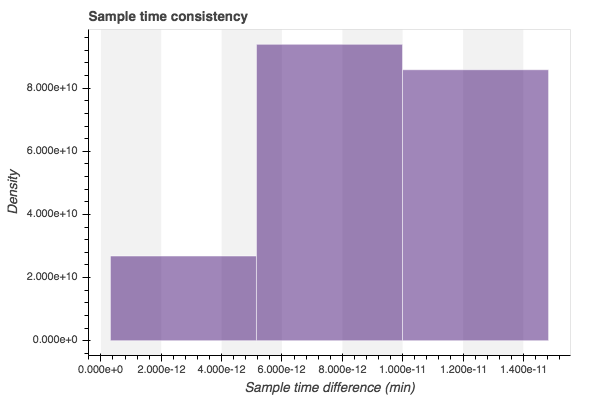 Sample time consistency
Density
8.000e+10
6.000e+10
4.000e+10
2.000e+10
0.000e+0
0.000e+0 2.000e-12 4.000e-12 6.000e-12 8.000e-12 1.000e-11 1.200e-11 1.400e-11
Sample time difference (min)